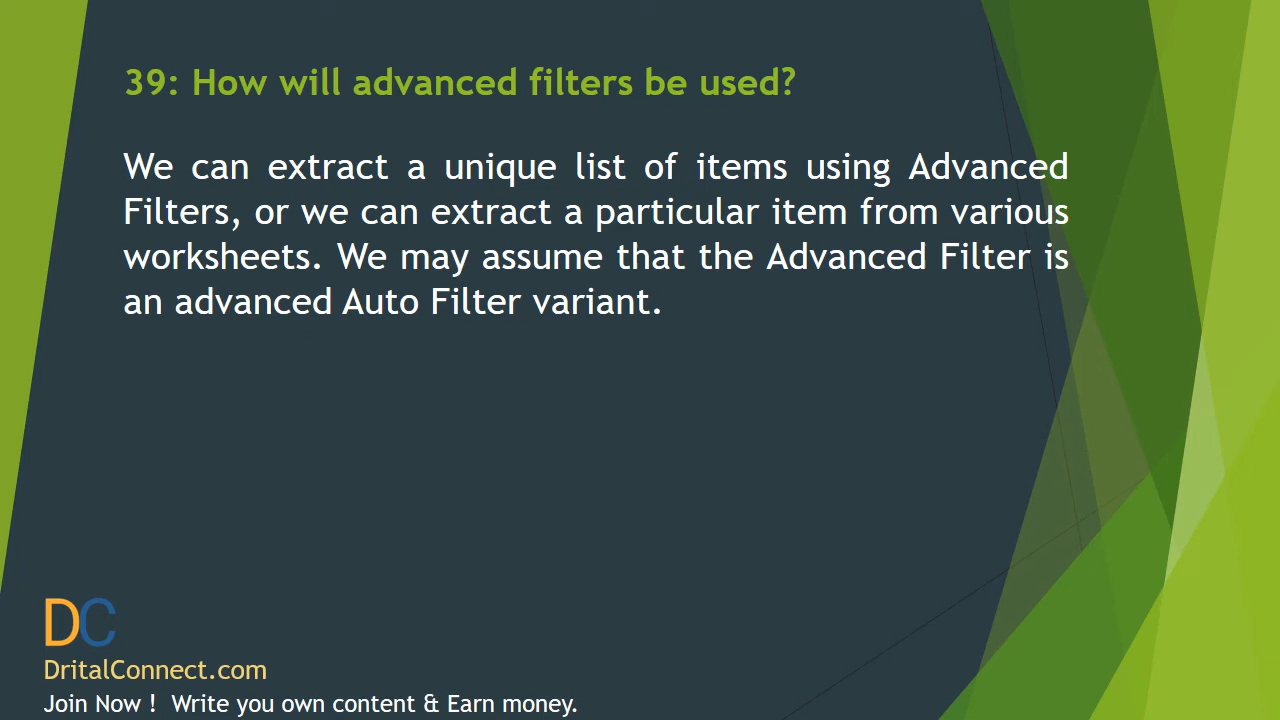 39: How will advanced filters be used?
We can extract a unique list of items using Advanced
Filters, or we can extract a particular item from various
worksheets. We may assume that the Advanced Filter is
an advanced Auto Filter variant.
DC
DritalConnect.com
Join Now ! Write you own content & Earn money.